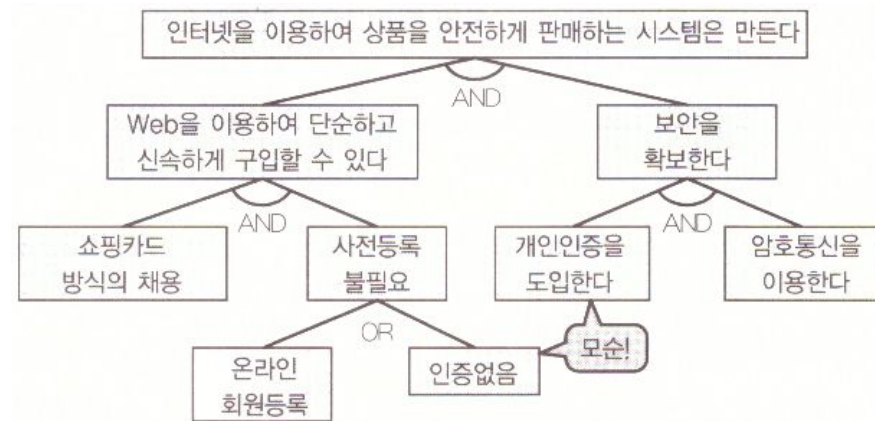 인터넷을 이용하여 상품을 안전하게 판매하는 시스템은 만든다
AND
Web을 이용하여 단순하고
신속하게 구입할 수 있다
보안을
확보한다
AND
AND
쇼핑카드
방식의 채용
사전등록
불필요
개인인증을
도입한다
암호통신을
이용한다
OR
모순!
온라인
회원등록
인증없음